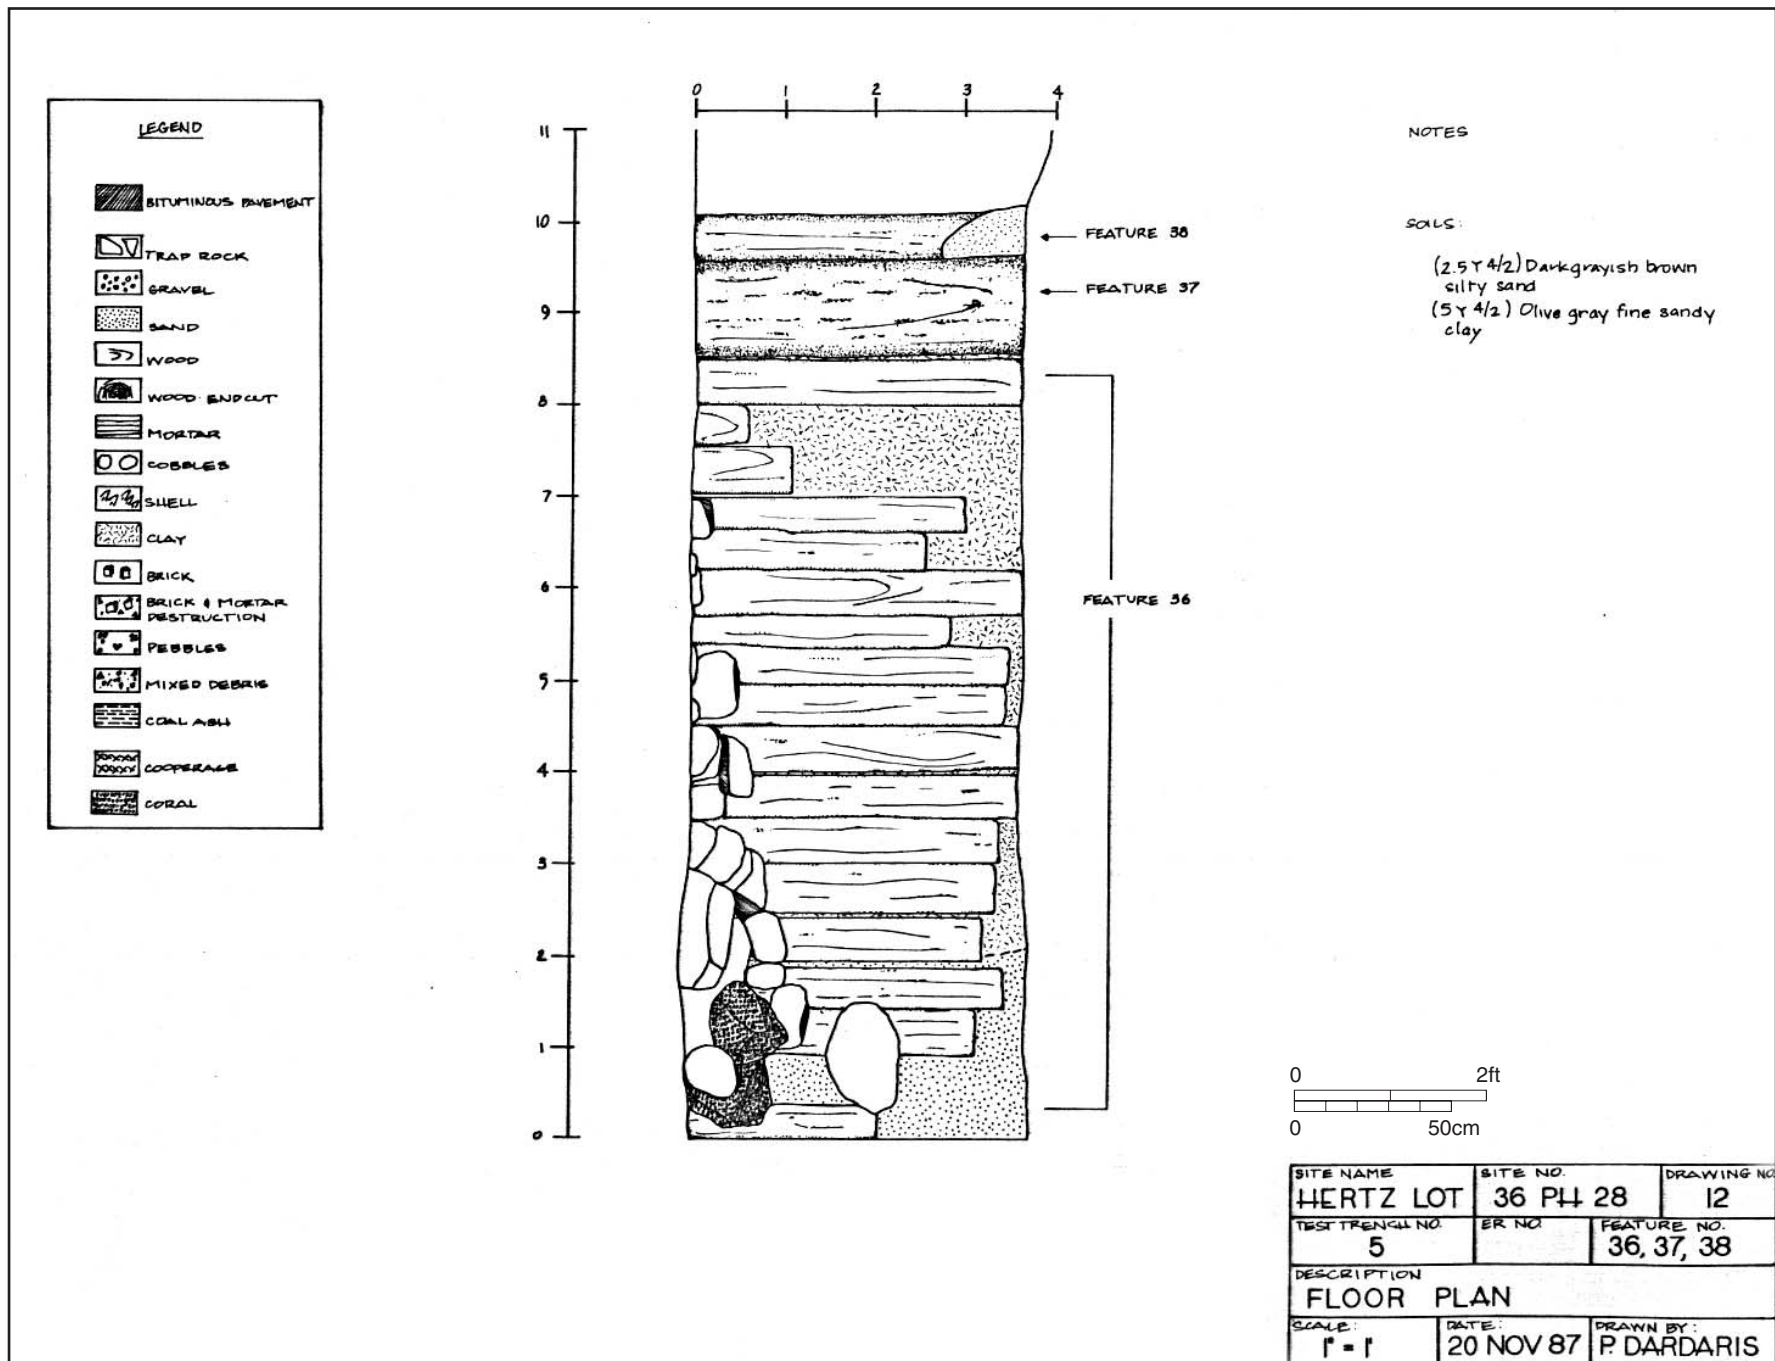 LEGEND
BITUMINOUS PAVEMENT
TRAP ROCK
GRAVEL
SAND
WOOD
WOOD ENDCUT
MORTAR
COBBLES
SHELL
CLAY
BRICK
BRICK & MORTAR
DESTRUCTION
PEBBLES
MIXED DEBRIS
COAL ASH
COOPERAGE
CORAL
0 1 2 3 4
11
10
9
8
7
6
5
4
3
2
1
0
FEATURE 38
FEATURE 37
FEATURE 36
NOTES
SOILS:
(2.5 Y 4/2) Dark grayish brown
silty sand
(5 Y 4/2) Olive gray fine sandy
clay
0 2ft
0 50cm
SITE NAME SITE NO. DRAWING NO.
HERTZ LOT 36 PH 28 12
TEST TRENCH NO. ER NO. FEATURE NO.
5 36, 37, 38
DESCRIPTION
FLOOR PLAN
SCALE: DATE: DRAWN BY:
1" = 1' 20 NOV 87 P. DARDARIS